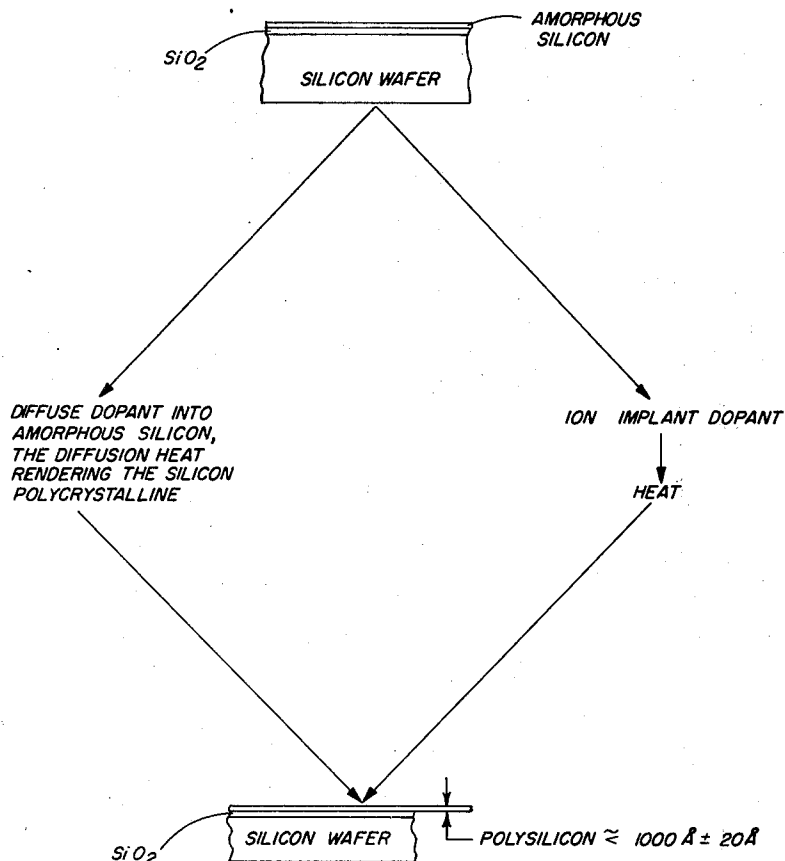 AMORPHOUS
SILICON
SiO2
SILICON WAFER
DIFFUSE DOPANT INTO
AMORPHOUS SILICON,
THE DIFFUSION HEAT
RENDERING THE SILICON
POLYCRYSTALLINE
ION IMPLANT DOPANT
HEAT
SILICON WAFER
POLYSILICON ≂ 1000 Å ± 20Å
SiO2